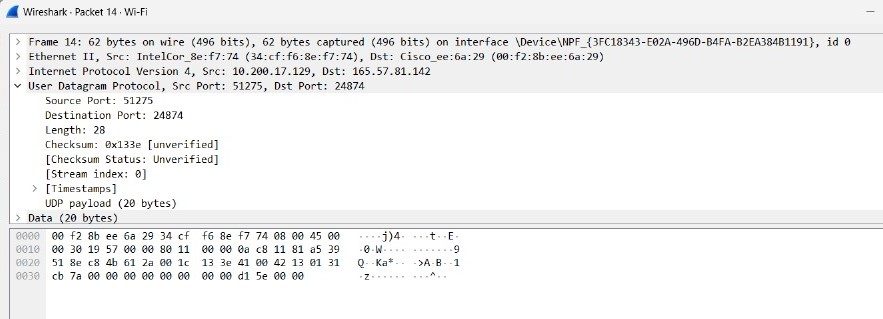 Wireshark · Packet 14 · Wi-Fi
> Frame 14: 62 bytes on wire (496 bits), 62 bytes captured (496 bits) on interface \Device\NPF_{3FC18343-E02A-496D-B4FA-B2EA384B1191}, id 0
> Ethernet II, Src: IntelCor_8e:f7:74 (34:cf:f6:8e:f7:74), Dst: Cisco_ee:6a:29 (00:f2:8b:ee:6a:29)
> Internet Protocol Version 4, Src: 10.200.17.129, Dst: 165.57.81.142
User Datagram Protocol, Src Port: 51275, Dst Port: 24874
Source Port: 51275
Destination Port: 24874
Length: 28
Checksum: 0x133e [unverified]
[Checksum Status: Unverified]
[Stream index: 0]
> [Timestamps]
UDP payload (20 bytes)
> Data (20 bytes)
0000 00 f2 8b ee 6a 29 34 cf f6 8e f7 74 08 00 45 00 ····j)4· ···t··E·
0010 00 30 19 57 00 00 80 11 00 00 0a c8 11 81 a5 39 ·0·W···· ·······9
0020 51 8e c8 4b 61 2a 00 1c 13 3e 41 00 42 13 01 31 Q··Ka*·· ·>A·B··1
0030 cb 7a 00 00 00 00 00 00 00 00 d1 5e 00 00 ·z······ ···^··